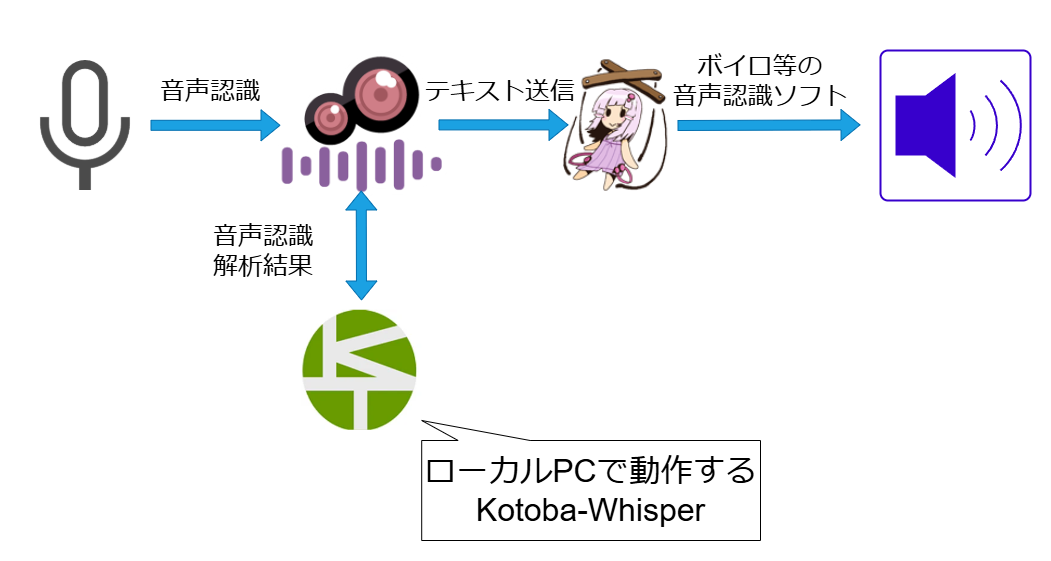 音声認識
テキスト送信
ボイロ等の
音声認識ソフト
音声認識
解析結果
KT
ローカルPCで動作する
Kotoba-Whisper